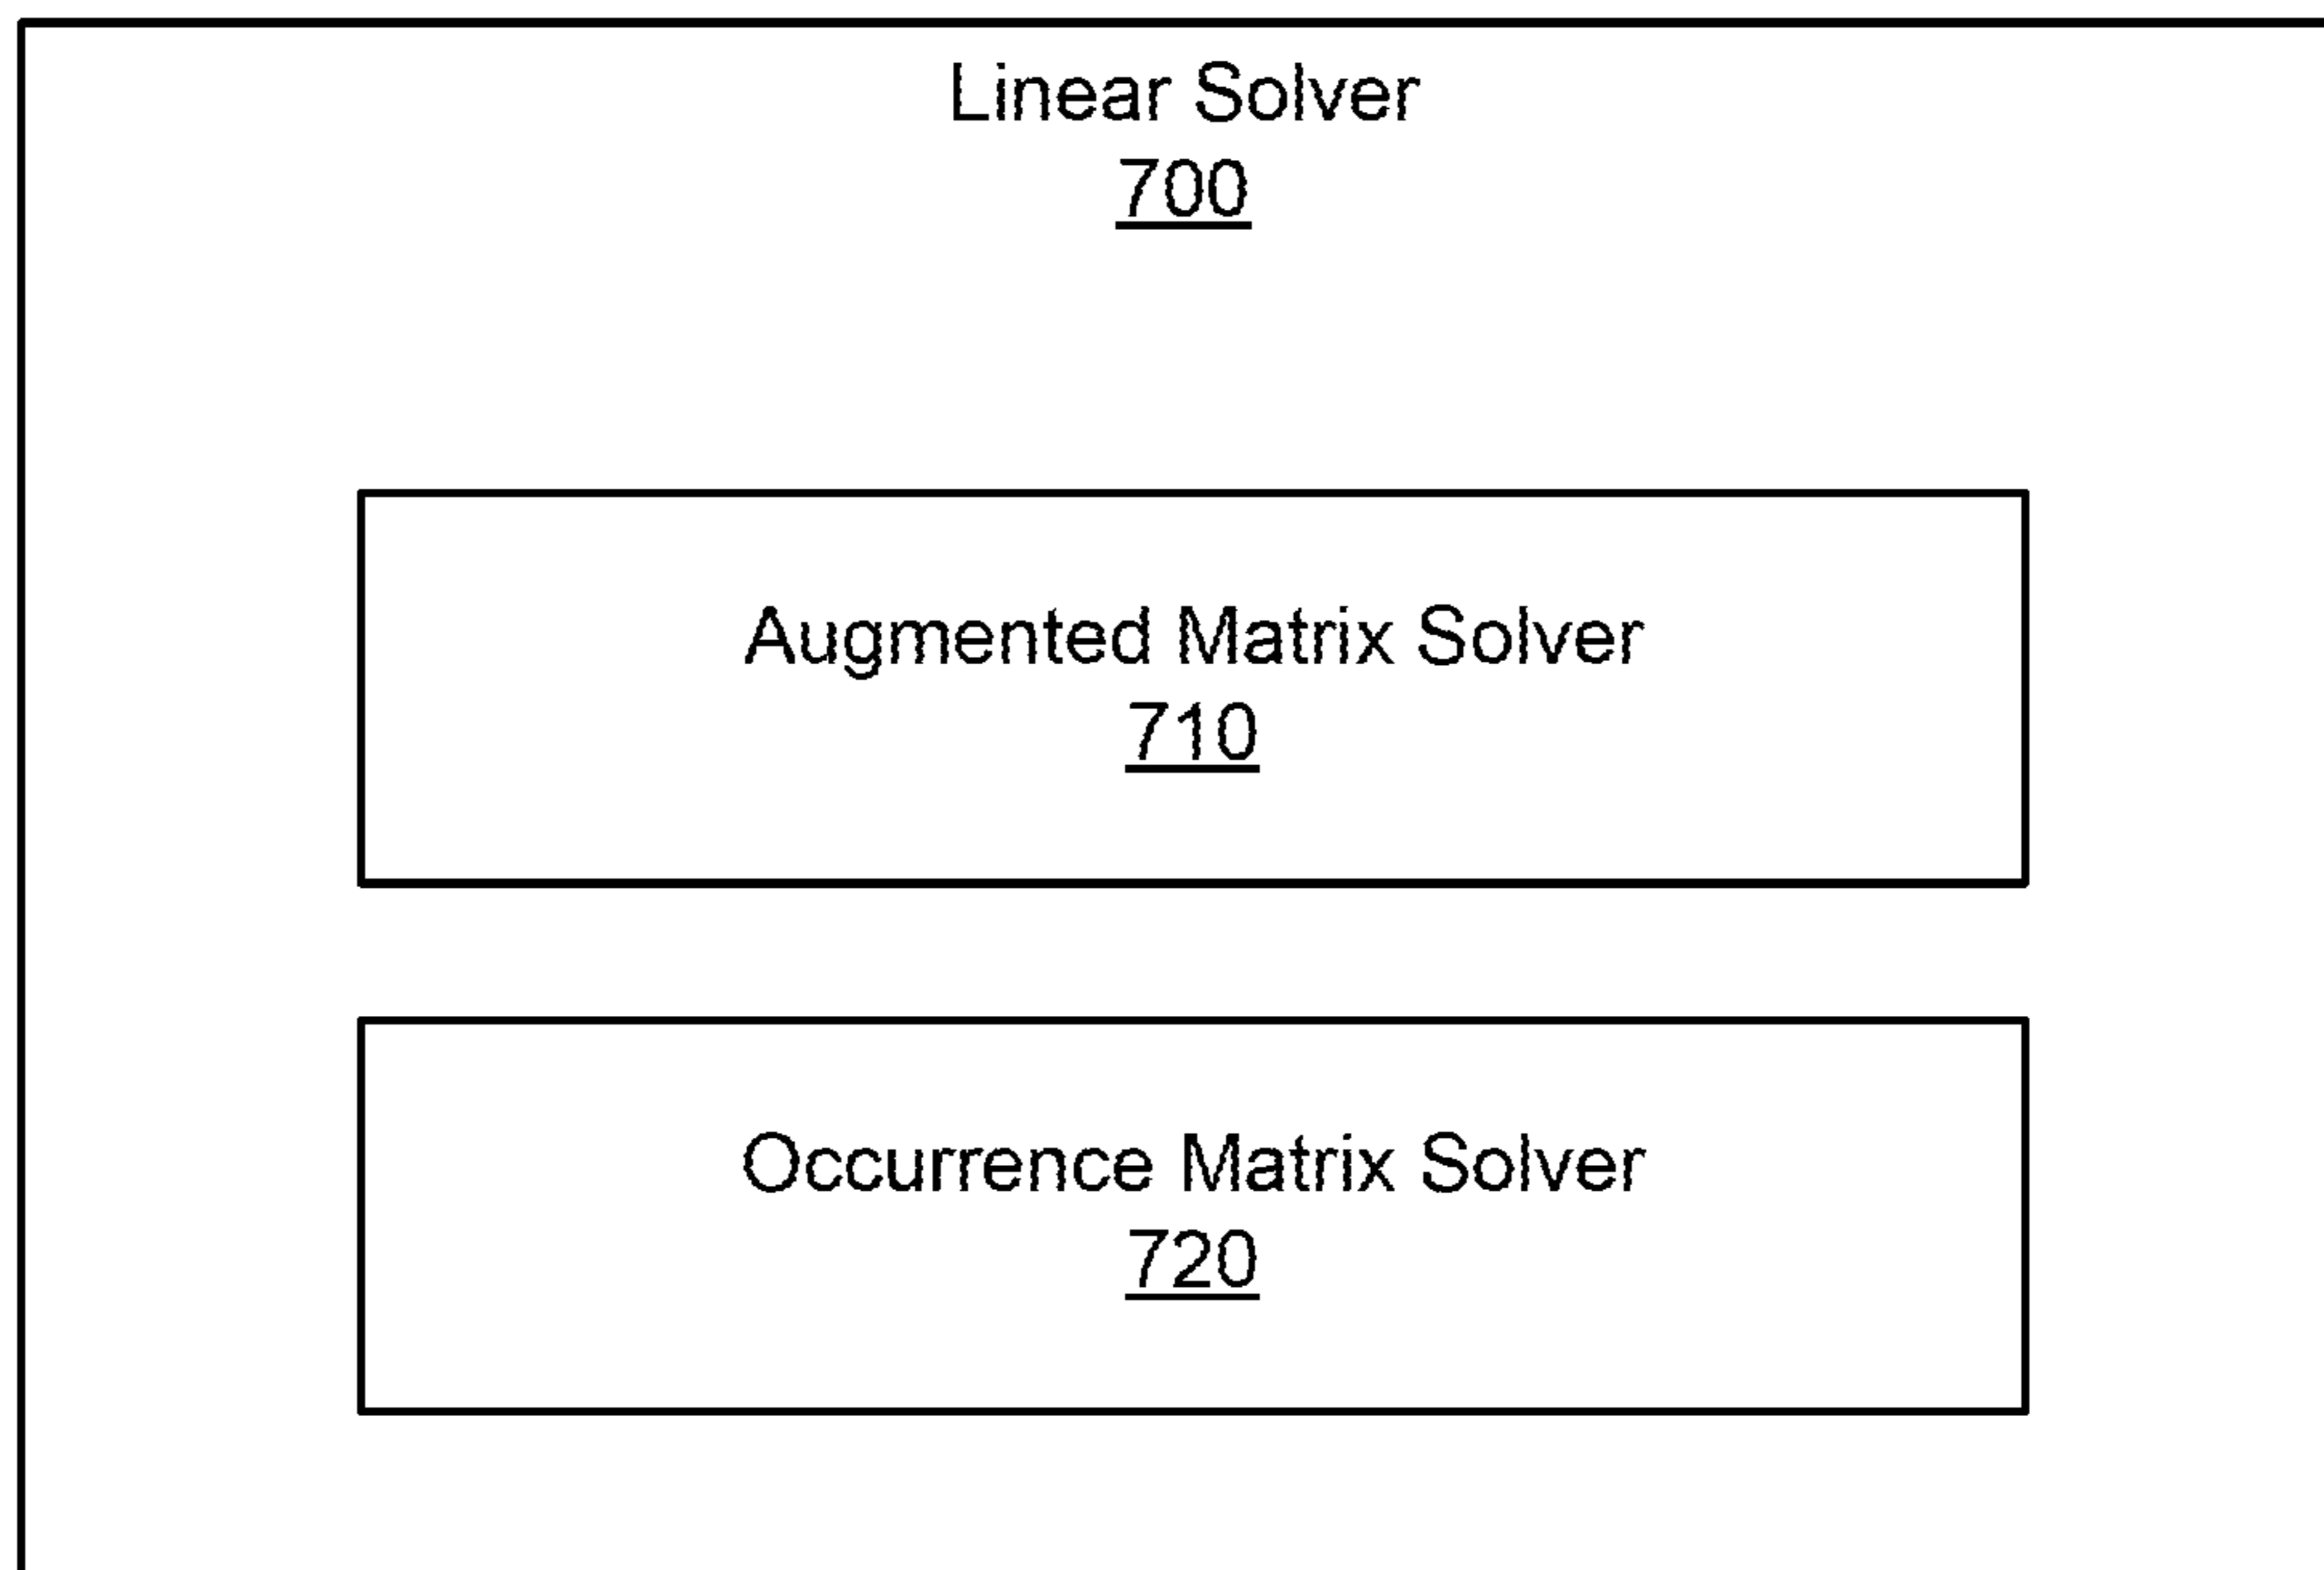 Linear Solver
700
Augmented Matrix Solver
710
Occurrence Matrix Solver
720